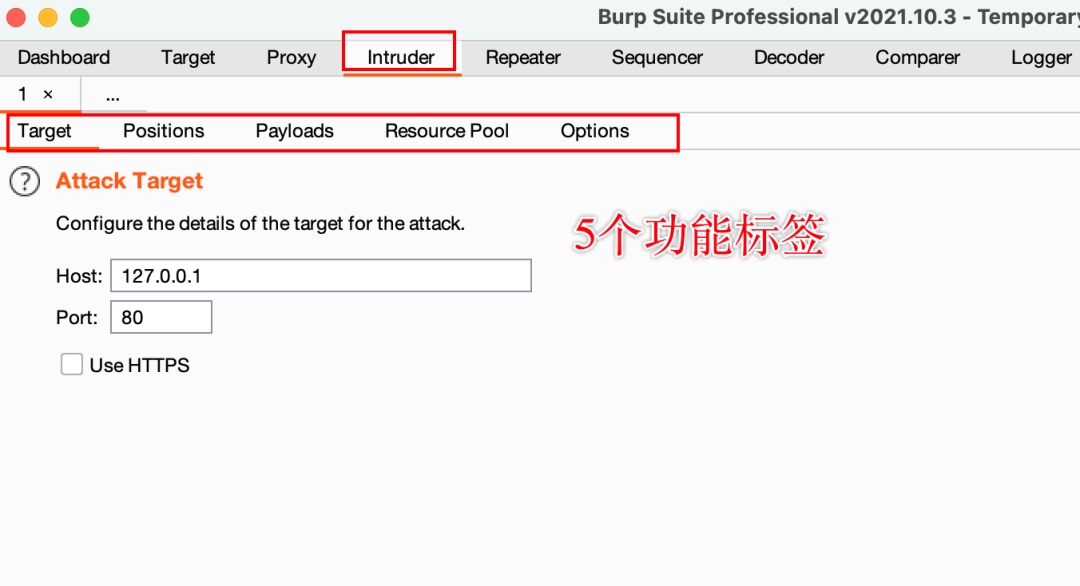 Burp Suite Professional v2021.10.3 - Temporary
Dashboard Target Proxy Intruder Repeater Sequencer Decoder Comparer Logger
1 × ...
Target Positions Payloads Resource Pool Options
? Attack Target
Configure the details of the target for the attack.
5个功能标签
Host: 127.0.0.1
Port: 80
Use HTTPS